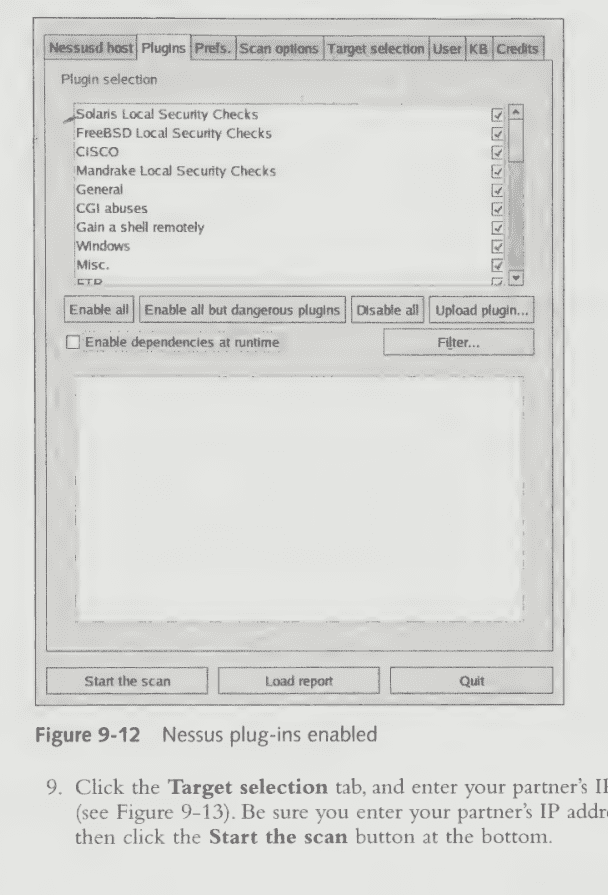 Nessusd host Plugins Prefs. Scan options Target selection User KB Credits
Plugin selection
Solaris Local Security Checks
FreeBSD Local Security Checks
CISCO
Mandrake Local Security Checks
General
CGI abuses
Gain a shell remotely
Windows
Misc.
FTP
Enable all Enable all but dangerous plugins Disable all Upload plugin...
Enable dependencies at runtime Filter...
Start the scan Load report Quit
Figure 9-12 Nessus plug-ins enabled
9. Click the Target selection tab, and enter your partner's
(see Figure 9-13). Be sure you enter your partner's IP
then click the Start the scan button at the bottom.